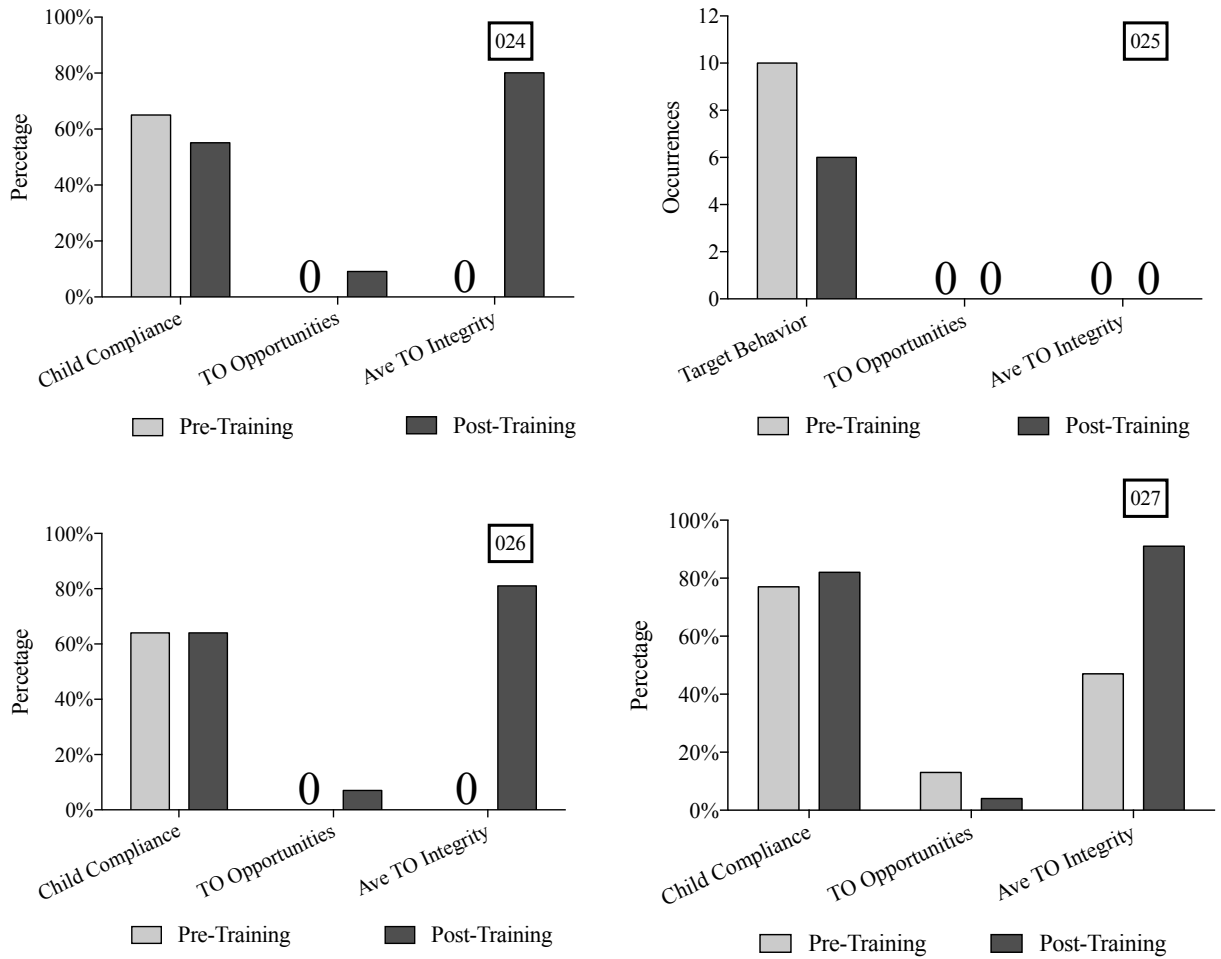 100%
80%
60%
40%
20%
0%
Percetage
024
0
0
Child Compliance
TO Opportunities
Ave TO Integrity
Pre-Training
Post-Training
12
10
8
6
4
2
0
Occurrences
025
0 0
0 0
Target Behavior
TO Opportunities
Ave TO Integrity
Pre-Training
Post-Training
100%
80%
60%
40%
20%
0%
Percetage
026
0
0
Child Compliance
TO Opportunities
Ave TO Integrity
Pre-Training
Post-Training
100%
80%
60%
40%
20%
0%
Percetage
027
Child Compliance
TO Opportunities
Ave TO Integrity
Pre-Training
Post-Training